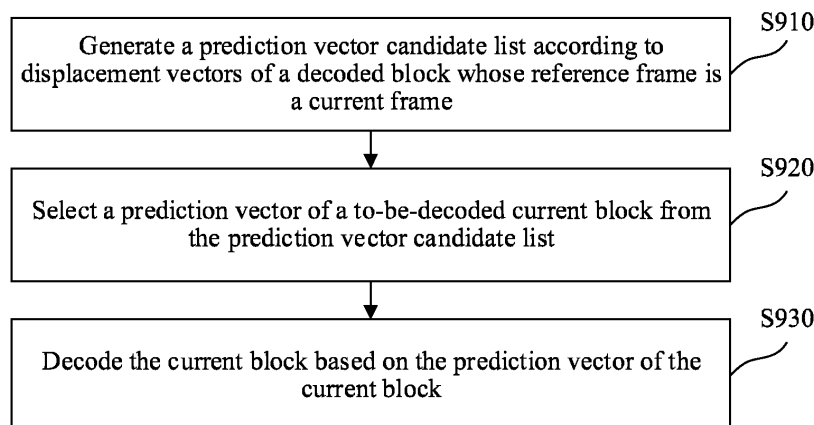 S910
Generate a prediction vector candidate list according to
displacement vectors of a decoded block whose reference frame is
a current frame
S920
Select a prediction vector of a to-be-decoded current block from
the prediction vector candidate list
S930
Decode the current block based on the prediction vector of the
current block